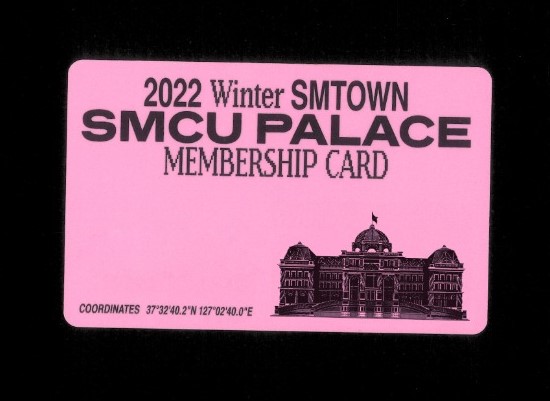 2022 Winter SMTOWN
SMCU PALACE
MEMBERSHIP CARD
COORDINATES 37°32'40.2"N 127°02'40.0"E